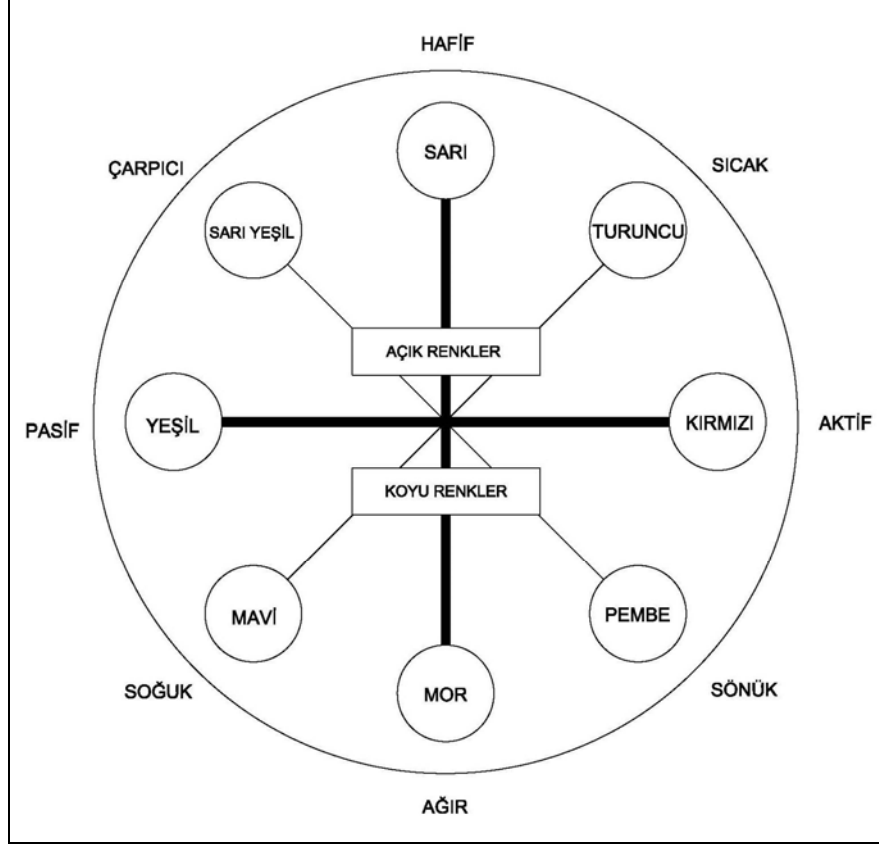 HAFİF
SARI
ÇARPICI
SICAK
SARI YEŞİL
TURUNCU
AÇIK RENKLER
PASİF
YEŞİL
KIRMIZI
AKTİF
KOYU RENKLER
MAVİ
PEMBE
SOĞUK
MOR
SÖNÜK
AĞIR